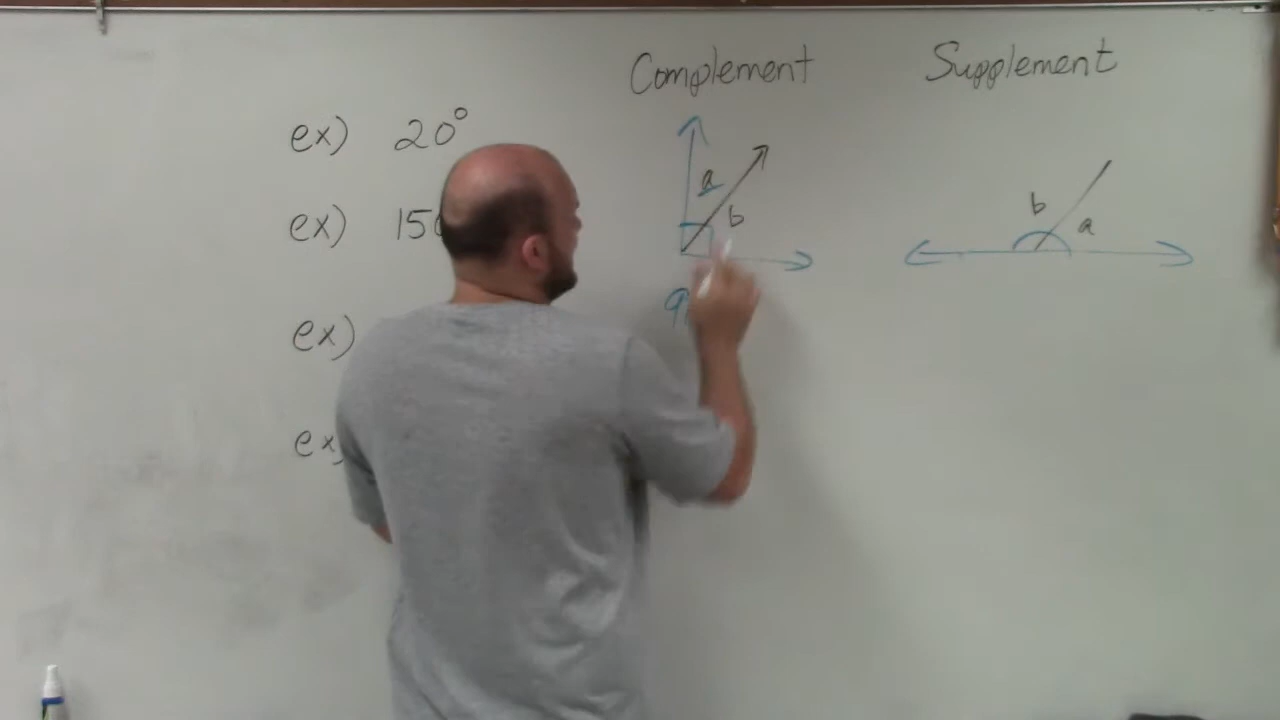 Complement Supplement
ex) 20°
ex) 15
ex)
ex)
a
b
b
a